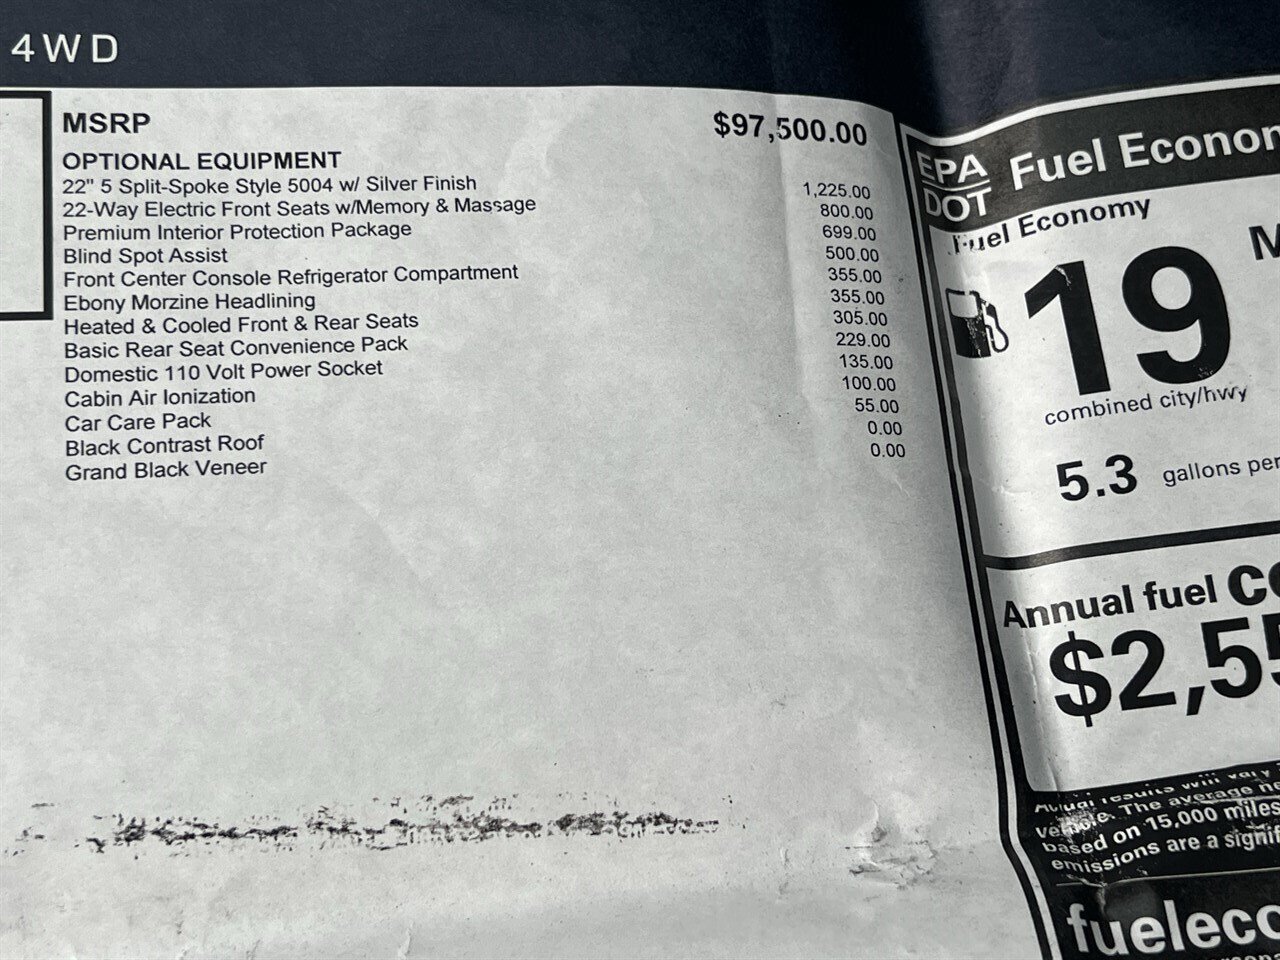 4WD
MSRP $97,500.00
OPTIONAL EQUIPMENT
22" 5 Split-Spoke Style 5004 w/ Silver Finish 1,225.00
22-Way Electric Front Seats w/Memory & Massage 800.00
Premium Interior Protection Package 699.00
Blind Spot Assist 500.00
Front Center Console Refrigerator Compartment 355.00
Ebony Morzine Headlining 355.00
Heated & Cooled Front & Rear Seats 305.00
Basic Rear Seat Convenience Pack 229.00
Domestic 110 Volt Power Socket 135.00
Cabin Air Ionization 100.00
Car Care Pack 55.00
Black Contrast Roof 0.00
Grand Black Veneer 0.00
EPA
DOT
Fuel Econom
Fuel Economy
19
combined city/hwy
5.3 gallons per
Annual fuel
$2,55
Actual results will vary
vehicle. The average
based on 15,000 miles
emissions are a
fueleco